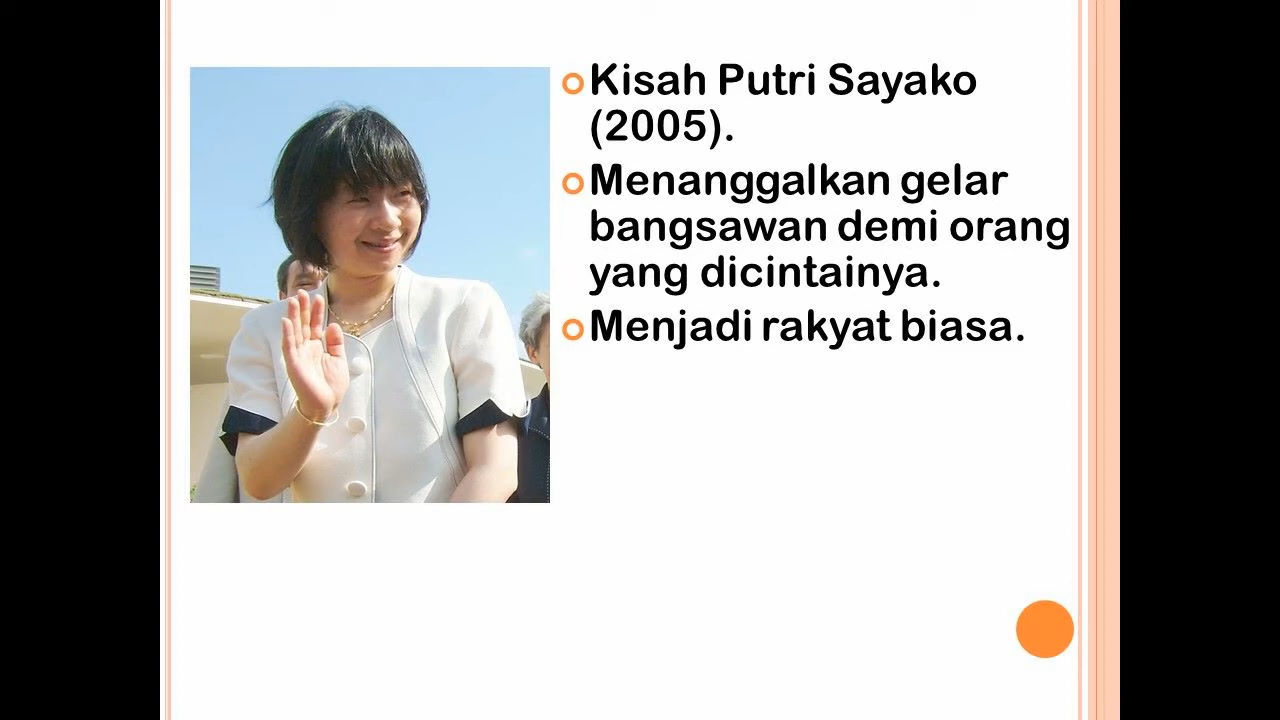 Kisah Putri Sayako
(2005).
Menanggalkan gelar
bangsawan demi orang
yang dicintainya.
Menjadi rakyat biasa.